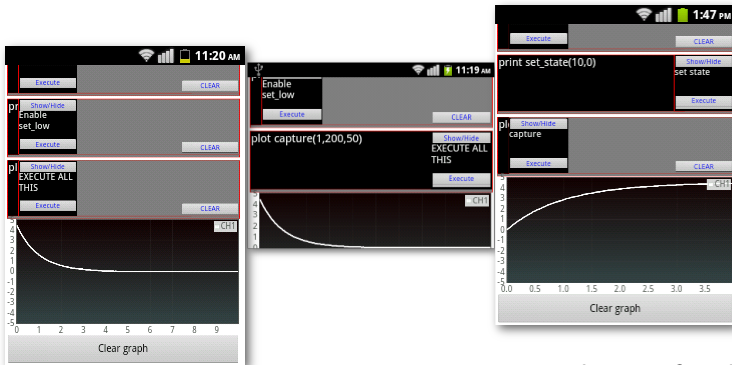 11:20 AM
Execute
CLEAR
pr
Show/Hide
Enable
set_low
Execute
CLEAR
pl
Show/Hide
EXECUTE ALL
THIS
Execute
CLEAR
CH1
5
4
3
2
1
0
-1
-2
-3
-4
-5
0 1 2 3 4 5 6 7 8 9
Clear graph
11:19 AM
Enable
set_low
Execute
CLEAR
plot capture(1,200,50)
Show/Hide
EXECUTE ALL
THIS
Execute
CH1
4
3
2
1
0
1:47 PM
Execute
CLEAR
print set_state(10,0)
Show/Hide
set state
Execute
pl
Show/Hide
capture
Execute
CLEAR
CH1
5
4
3
2
1
0
-1
-2
-3
-4
-5
0.0 0.5 1.0 1.5 2.0 2.5 3.0 3.5
Clear graph